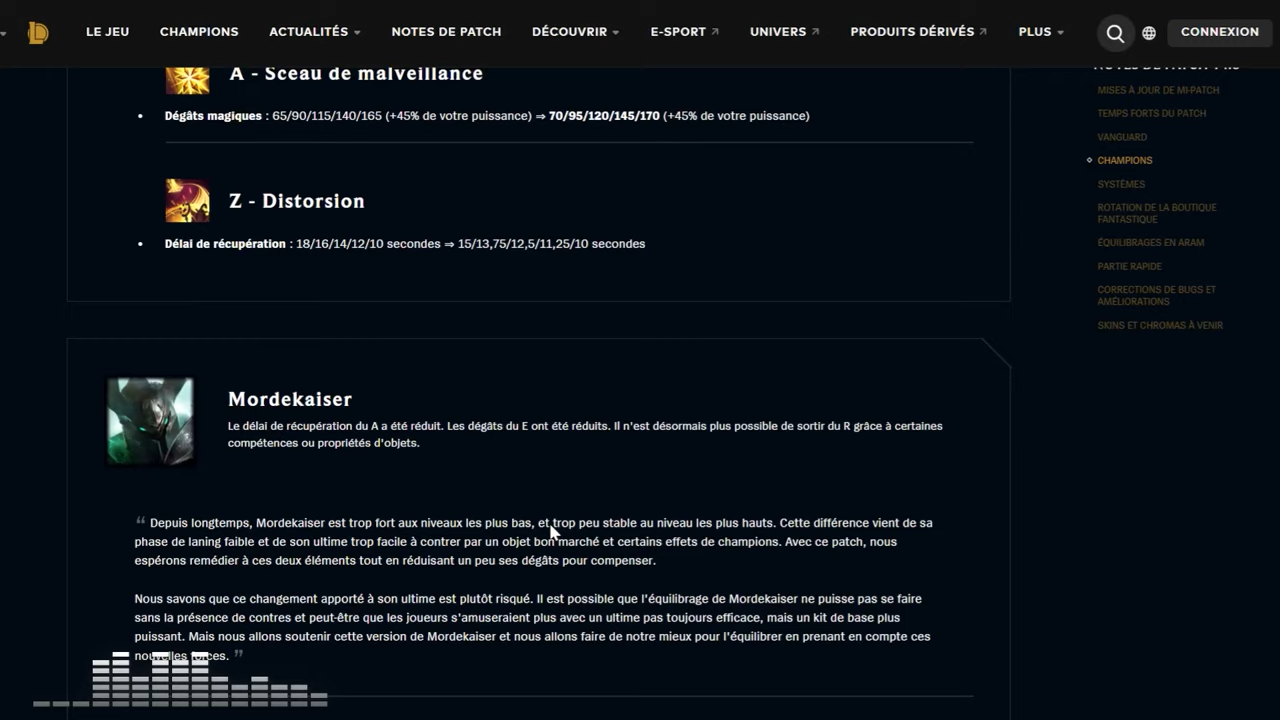 LE JEU CHAMPIONS ACTUALITÉS NOTES DE PATCH DÉCOUVRIR E-SPORT UNIVERS PRODUITS DÉRIVÉS PLUS CONNEXION
A - Sceau de malveillance
• Dégâts magiques : 65/90/115/140/165 (+45% de votre puissance) ⇒ 70/95/120/145/170 (+45% de votre puissance)
Z - Distorsion
• Délai de récupération : 18/16/14/12/10 secondes ⇒ 15/13,75/12,5/11,25/10 secondes
Mordekaiser
Le délai de récupération du A a été réduit. Les dégâts du E ont été réduits. Il n'est désormais plus possible de sortir du R grâce à certaines
compétences ou propriétés d'objets.
“ Depuis longtemps, Mordekaiser est trop fort aux niveaux les plus bas, et trop peu stable au niveau les plus hauts. Cette différence vient de sa
phase de laning faible et de son ultime trop facile à contrer par un objet bon marché et certains effets de champions. Avec ce patch, nous
espérons remédier à ces deux éléments tout en réduisant un peu ses dégâts pour compenser.
Nous savons que ce changement apporté à son ultime est plutôt risqué. Il est possible que l'équilibrage de Mordekaiser ne puisse pas se faire
sans la présence de contres et peut-être que les joueurs s'amuseraient plus avec un ultime pas toujours efficace, mais un kit de base plus
puissant. Mais nous allons soutenir cette version de Mordekaiser et nous allons faire de notre mieux pour l'équilibrer en prenant en compte ces
nouvelles forces. ”
MISES À JOUR DE MI-PATCH
TEMPS FORTS DU PATCH
VANGUARD
CHAMPIONS
SYSTÈMES
ROTATION DE LA BOUTIQUE
FANTASTIQUE
ÉQUILIBRAGES EN ARAM
PARTIE RAPIDE
CORRECTIONS DE BUGS ET
AMÉLIORATIONS
SKINS ET CHROMAS À VENIR